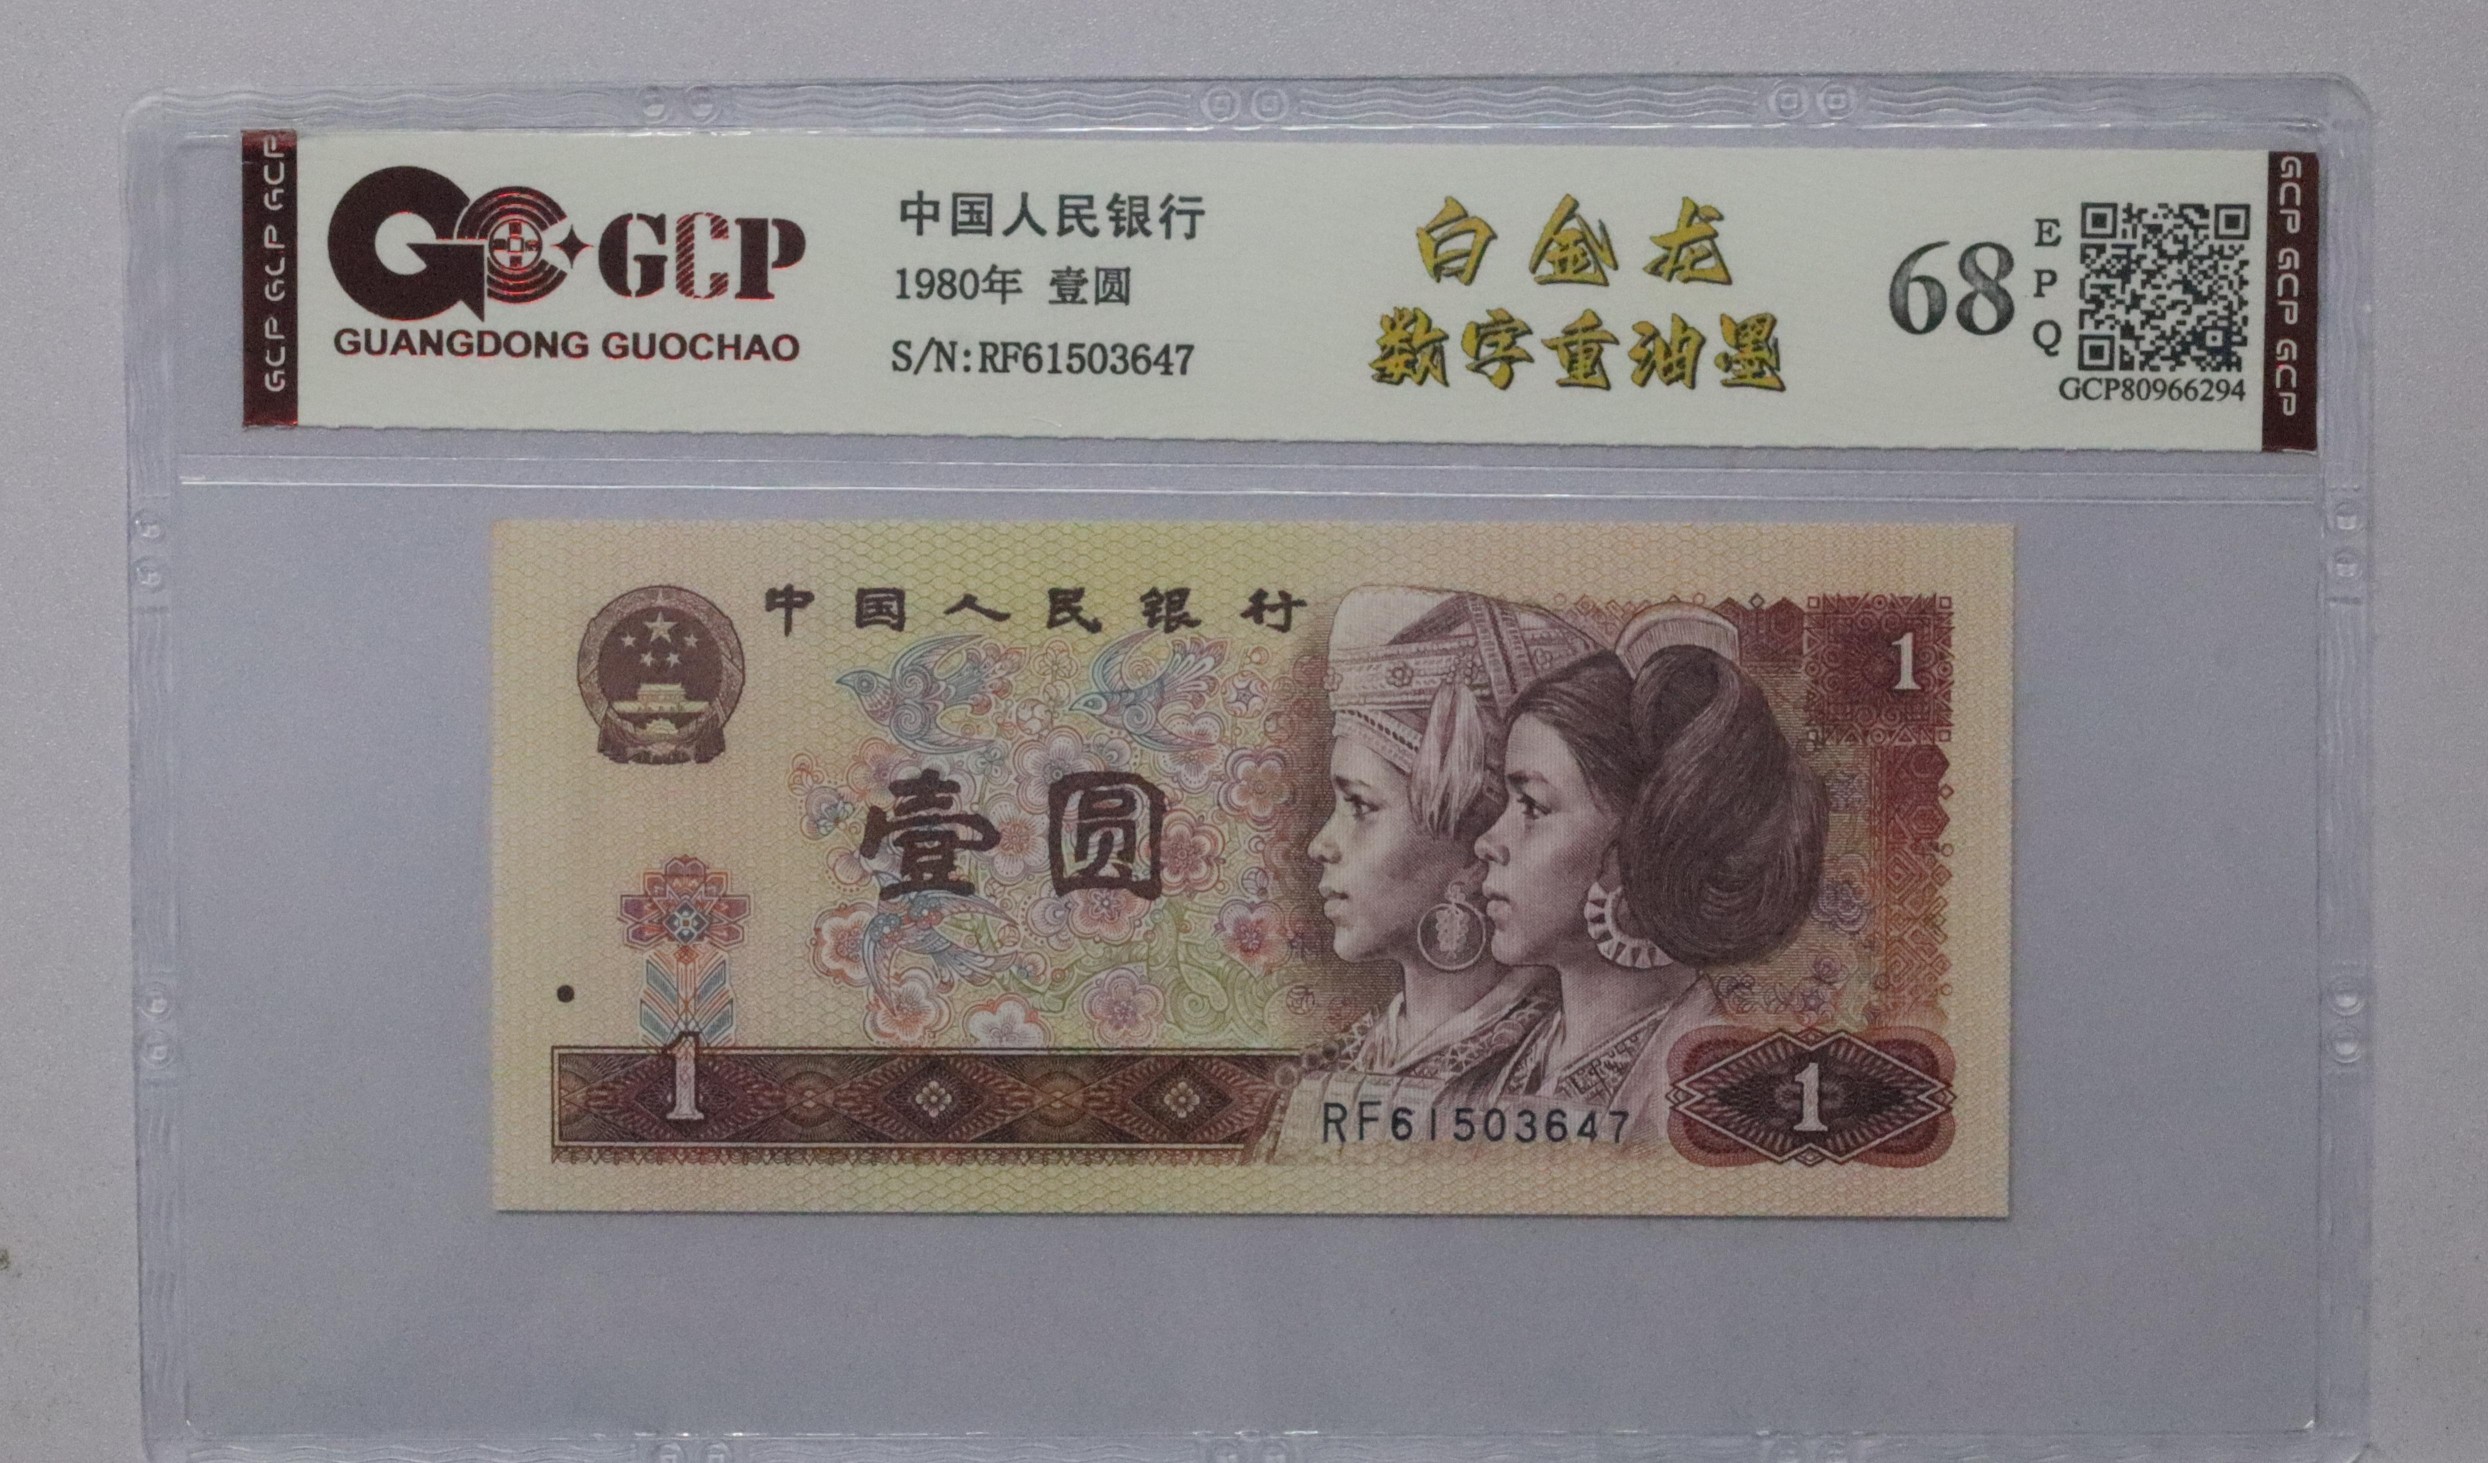 GCP GCP GCP
GCP
GUANGDONG GUOCHAO
中国人民银行
1980年 壹圆
S/N:RF61503647
白金龙
数字重油墨
68
E
P
Q
GCP80966294
GCP GCP GCP
中国人民银行
1
壹圆
1
1
RF61503647